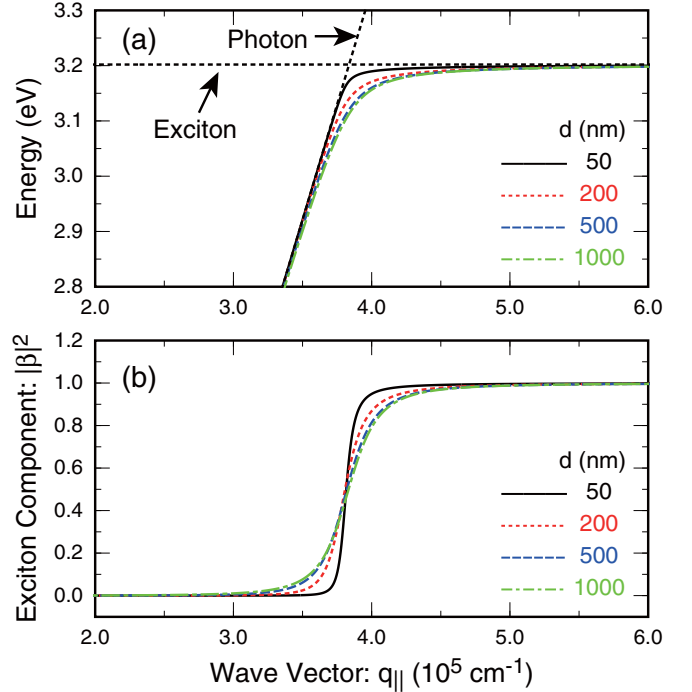 (a)
Photon
Exciton
Energy (eV)
3.3
3.2
3.1
3.0
2.9
2.8
d (nm)
50
200
500
1000
2.0 3.0 4.0 5.0 6.0
(b)
Exciton Component: |β|²
1.2
1.0
0.8
0.6
0.4
0.2
0.0
d (nm)
50
200
500
1000
2.0 3.0 4.0 5.0 6.0
Wave Vector: q|| (10⁵ cm⁻¹)